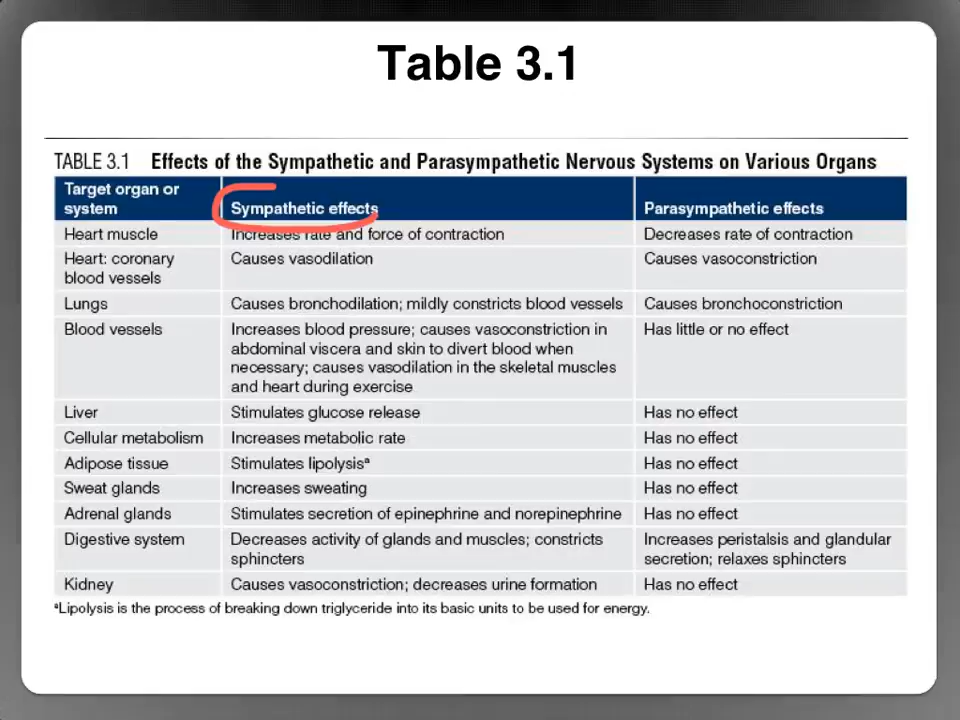 Table 3.1
TABLE 3.1 Effects of the Sympathetic and Parasympathetic Nervous Systems on Various Organs
Target organ or
system
Sympathetic effects
Parasympathetic effects
Heart muscle
Increases rate and force of contraction
Decreases rate of contraction
Heart: coronary
blood vessels
Causes vasodilation
Causes vasoconstriction
Lungs
Causes bronchodilation; mildly constricts blood vessels
Causes bronchoconstriction
Blood vessels
Increases blood pressure; causes vasoconstriction in
abdominal viscera and skin to divert blood when
necessary; causes vasodilation in the skeletal muscles
and heart during exercise
Has little or no effect
Liver
Stimulates glucose release
Has no effect
Cellular metabolism
Increases metabolic rate
Has no effect
Adipose tissue
Stimulates lipolysisᵃ
Has no effect
Sweat glands
Increases sweating
Has no effect
Adrenal glands
Stimulates secretion of epinephrine and norepinephrine
Has no effect
Digestive system
Decreases activity of glands and muscles; constricts
sphincters
Increases peristalsis and glandular
secretion; relaxes sphincters
Kidney
Causes vasoconstriction; decreases urine formation
Has no effect
ᵃLipolysis is the process of breaking down triglyceride into its basic units to be used for energy.